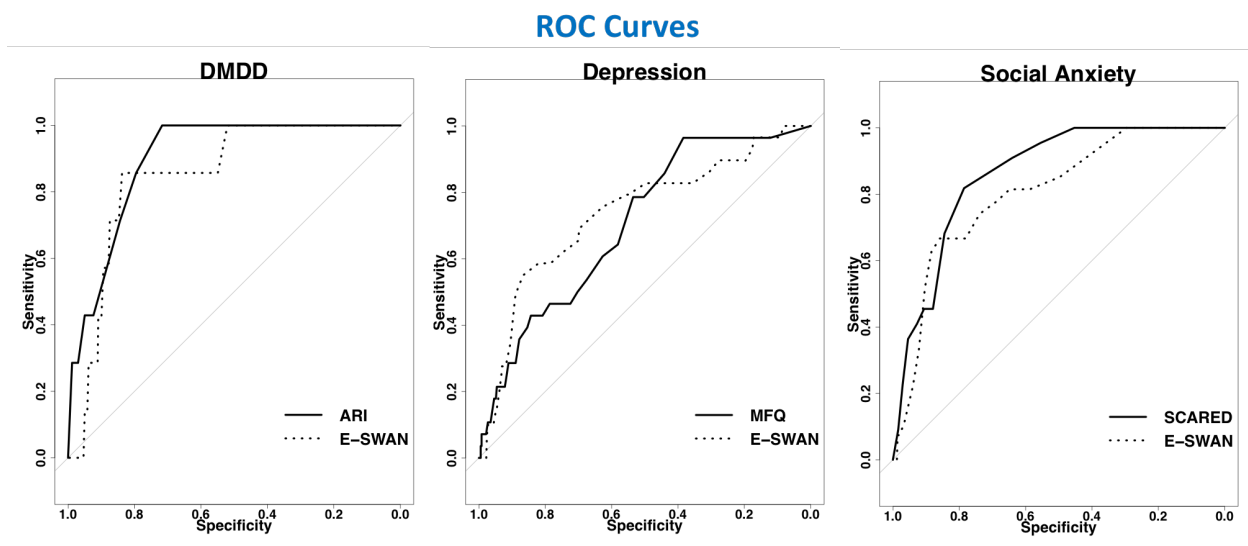 ROC Curves
DMDD
Sensitivity
0.0 0.2 0.4 0.6 0.8 1.0
ARI
E−SWAN
1.0 0.8 0.6 0.4 0.2 0.0
Specificity
Depression
Sensitivity
0.0 0.2 0.4 0.6 0.8 1.0
MFQ
E−SWAN
1.0 0.8 0.6 0.4 0.2 0.0
Specificity
Social Anxiety
Sensitivity
0.0 0.2 0.4 0.6 0.8 1.0
SCARED
E−SWAN
1.0 0.8 0.6 0.4 0.2 0.0
Specificity